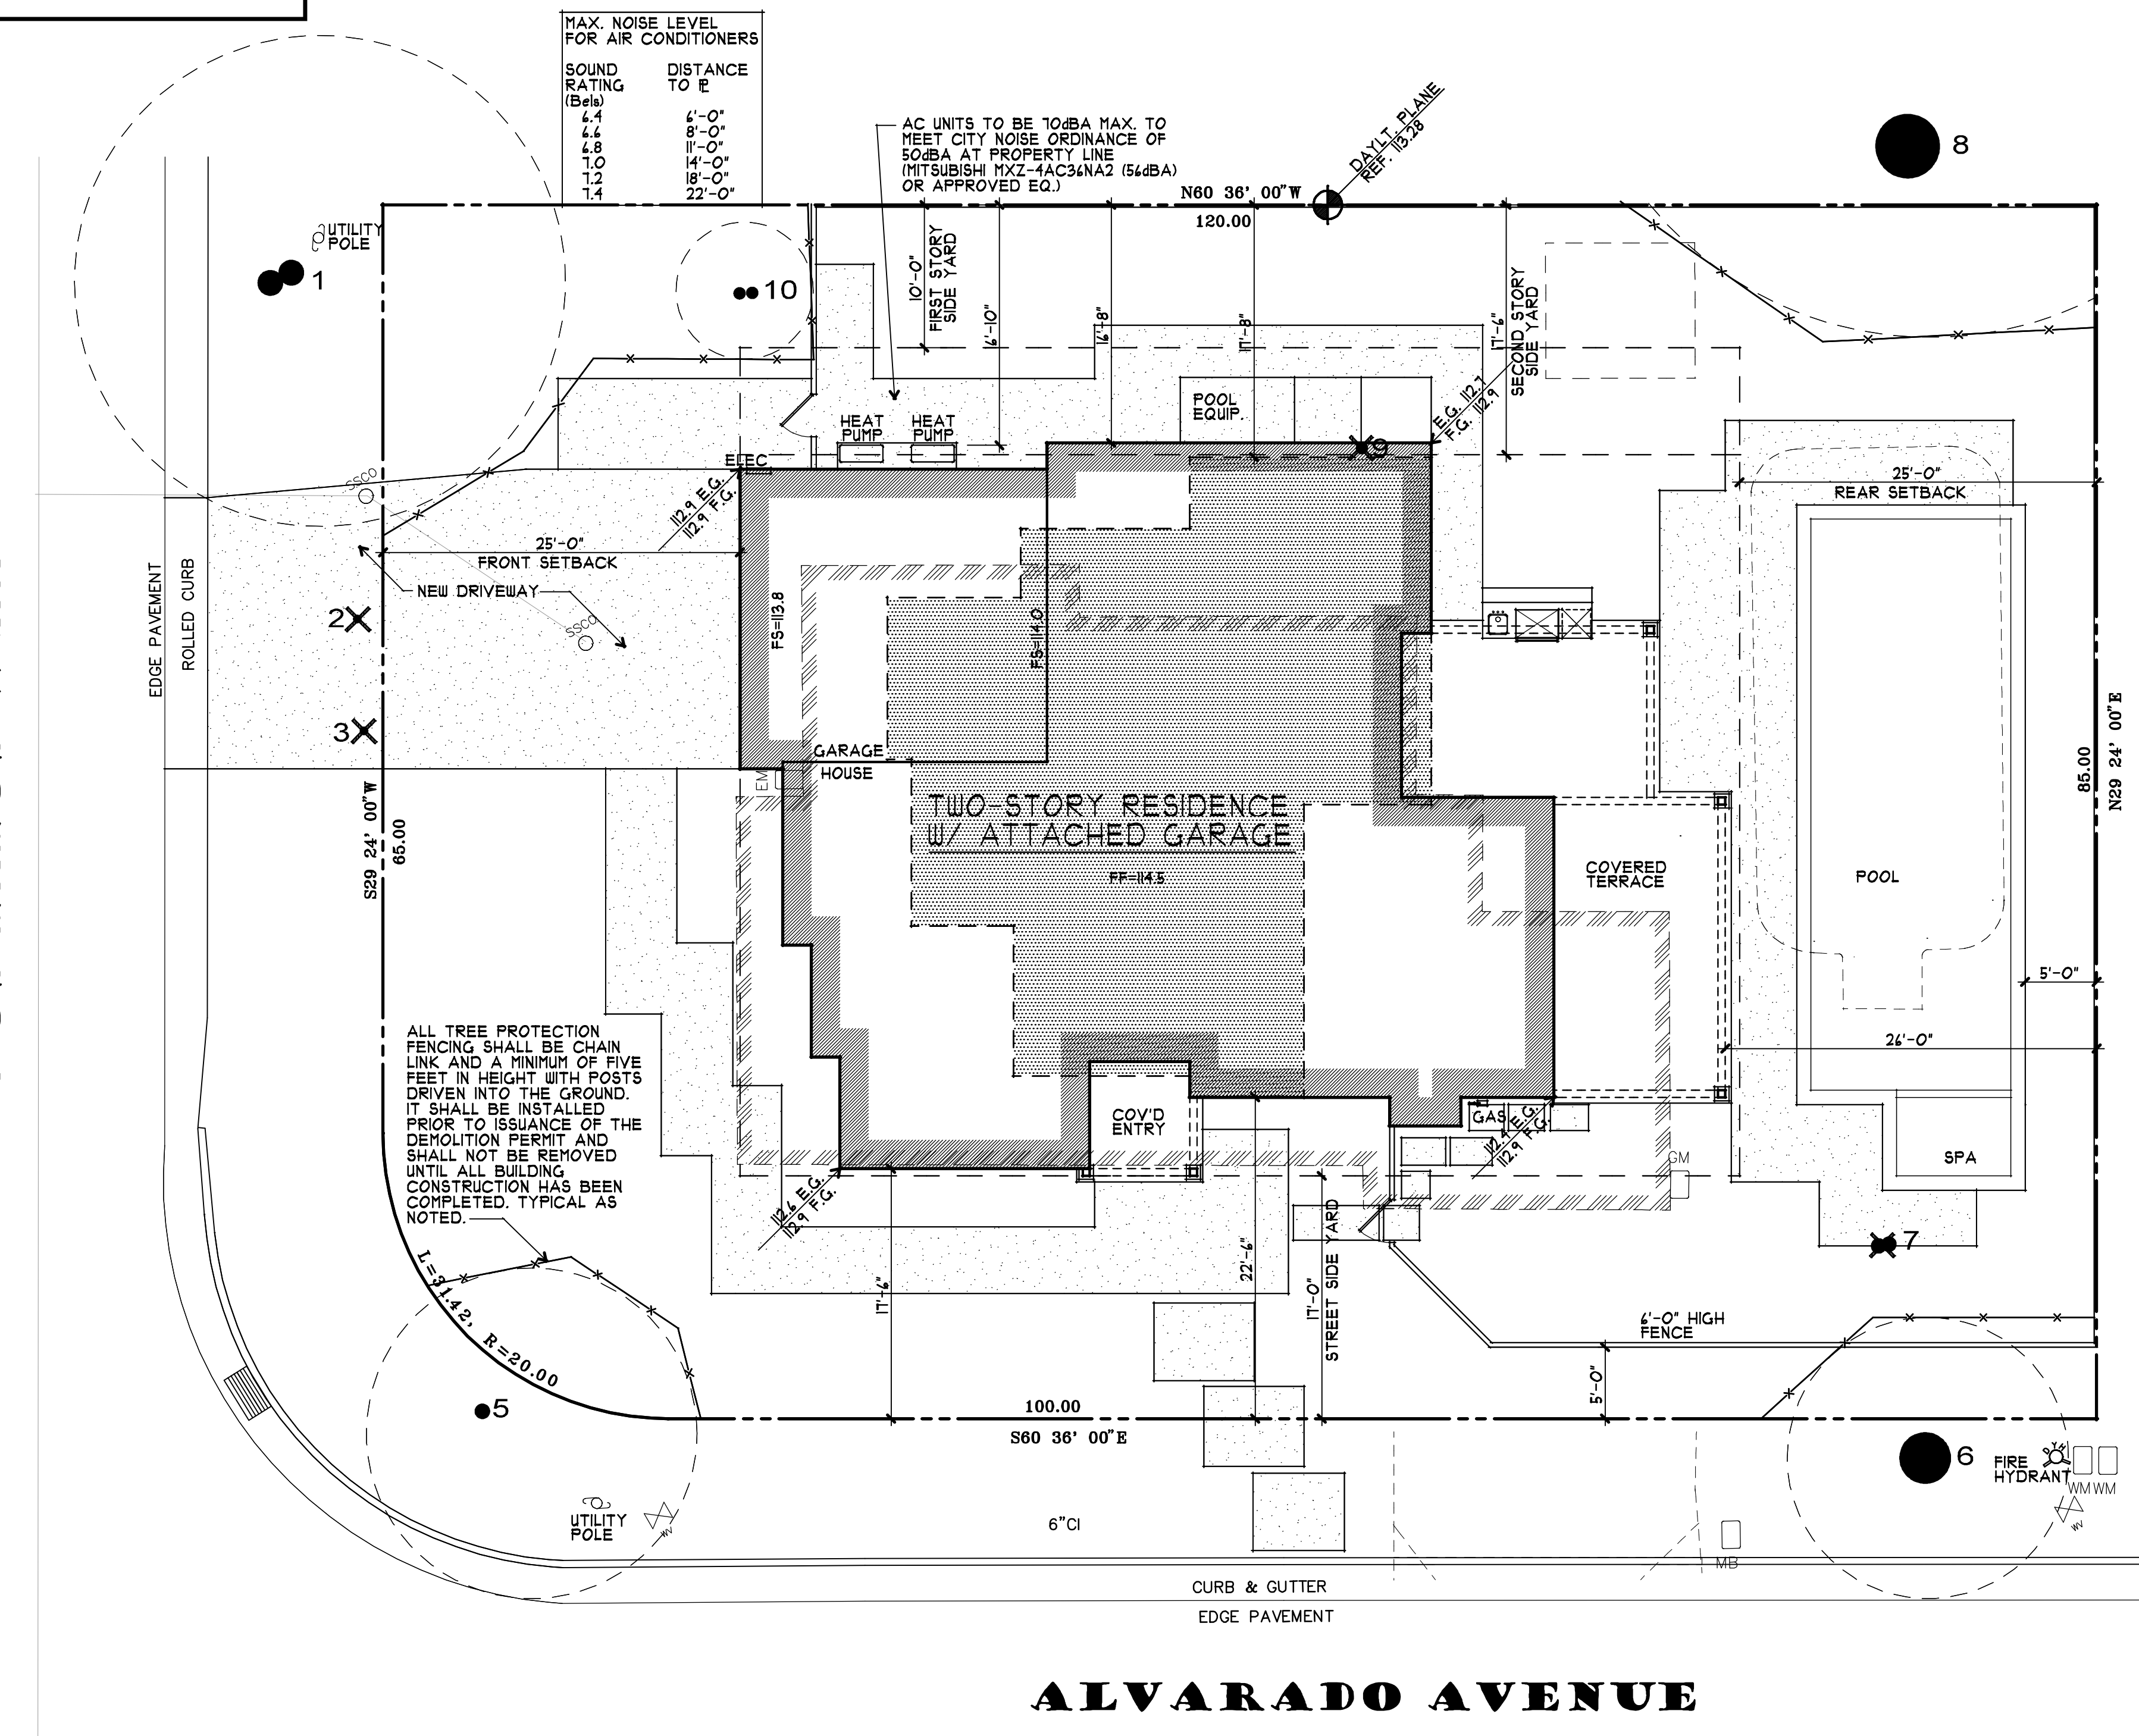 MAX. NOISE LEVEL
FOR AIR CONDITIONERS
SOUND RATING (Bels) DISTANCE TO PL
6.4 6'-0"
6.6 8'-0"
6.8 11'-0"
7.0 14'-0"
7.2 18'-0"
7.4 22'-0"
AC UNITS TO BE 70dBA MAX. TO
MEET CITY NOISE ORDINANCE OF
50dBA AT PROPERTY LINE
(MITSUBISHI MXZ-4AC36NA2 (56dBA)
OR APPROVED EQ.)
DAYLT. PLANE
REF. 113.28
N60 36' 00"W
120.00
8
UTILITY
POLE
1
10
10'-0"
FIRST STORY
SIDE YARD
6'-10"
16'-8"
17'-8"
17'-6"
SECOND STORY
SIDE YARD
E.G. 112.7
F.G. 112.9
POOL
EQUIP.
HEAT
PUMP
HEAT
PUMP
9
ELEC
SSCO
112.9 E.G.
112.9 F.G.
25'-0"
REAR SETBACK
25'-0"
FRONT SETBACK
NEW DRIVEWAY
SSCO
2
3
EDGE PAVEMENT
ROLLED CURB
FS=113.8
FS=114.0
GARAGE
HOUSE
EM
TWO-STORY RESIDENCE
W/ ATTACHED GARAGE
FF=114.5
S29 24' 00"W
65.00
85.00
N29 24' 00"E
COVERED
TERRACE
POOL
5'-0"
26'-0"
ALL TREE PROTECTION
FENCING SHALL BE CHAIN
LINK AND A MINIMUM OF FIVE
FEET IN HEIGHT WITH POSTS
DRIVEN INTO THE GROUND.
IT SHALL BE INSTALLED
PRIOR TO ISSUANCE OF THE
DEMOLITION PERMIT AND
SHALL NOT BE REMOVED
UNTIL ALL BUILDING
CONSTRUCTION HAS BEEN
COMPLETED. TYPICAL AS
NOTED.
COV'D
ENTRY
GAS
112.4 E.G.
112.9 F.G.
GM
SPA
112.6 E.G.
112.9 F.G.
7
L=31.42, R=20.00
17'-6"
22'-6"
17'-0"
STREET SIDE YARD
6'-0" HIGH
FENCE
5'-0"
5
100.00
S60 36' 00"E
6
FIRE
HYDRANT
WM WM
WV
UTILITY
POLE
WV
6"CI
MB
CURB & GUTTER
EDGE PAVEMENT
ALVARADO AVENUE